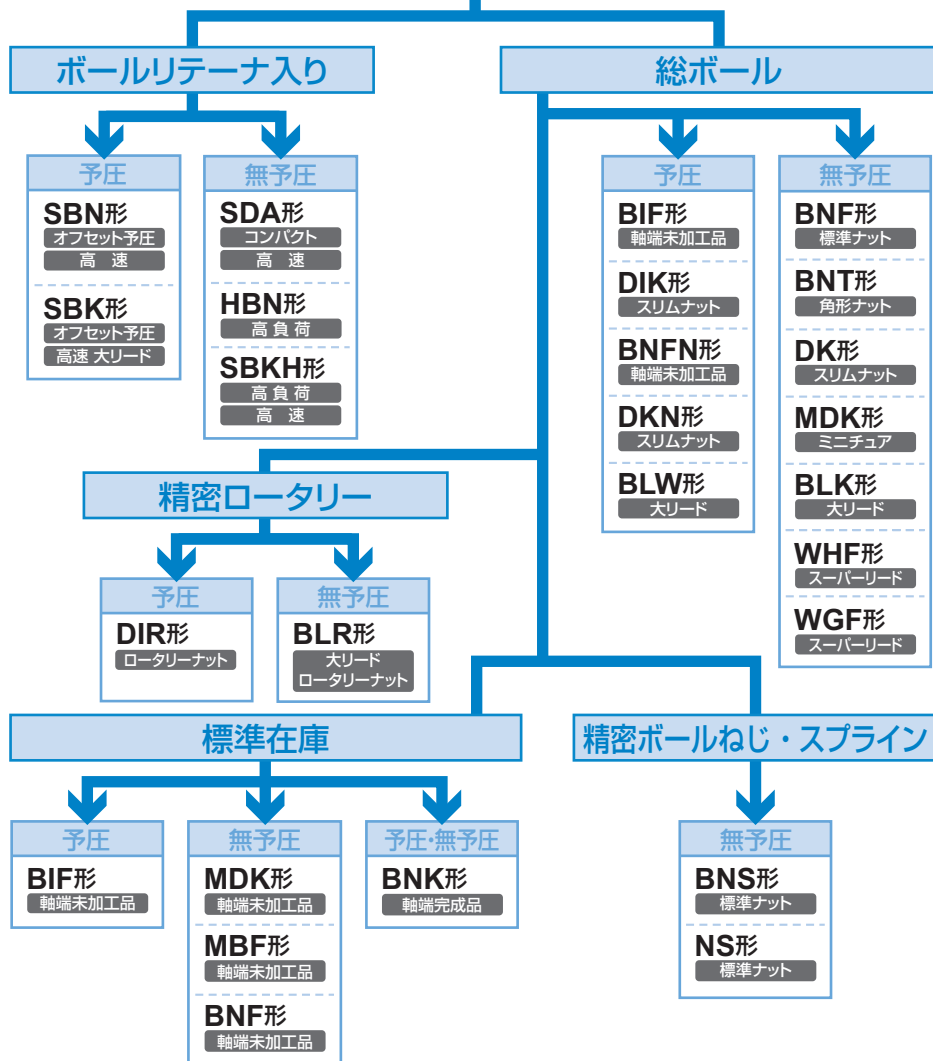 ボールリテーナ入り
総ボール
予圧
SBN形
オフセット予圧
高 速
SBK形
オフセット予圧
高速 大リード
無予圧
SDA形
コンパクト
高 速
HBN形
高 負 荷
SBKH形
高 負 荷
高 速
予圧
BIF形
軸端未加工品
DIK形
スリムナット
BNFN形
軸端未加工品
DKN形
スリムナット
BLW形
大リード
無予圧
BNF形
標準ナット
BNT形
角形ナット
DK形
スリムナット
MDK形
ミニチュア
BLK形
大リード
WHF形
スーパーリード
WGF形
スーパーリード
精密ロータリー
予圧
DIR形
ロータリーナット
無予圧
BLR形
大リード
ロータリーナット
標準在庫
精密ボールねじ・スプライン
予圧
BIF形
軸端未加工品
無予圧
MDK形
軸端未加工品
MBF形
軸端未加工品
BNF形
軸端未加工品
予圧・無予圧
BNK形
軸端完成品
無予圧
BNS形
標準ナット
NS形
標準ナット